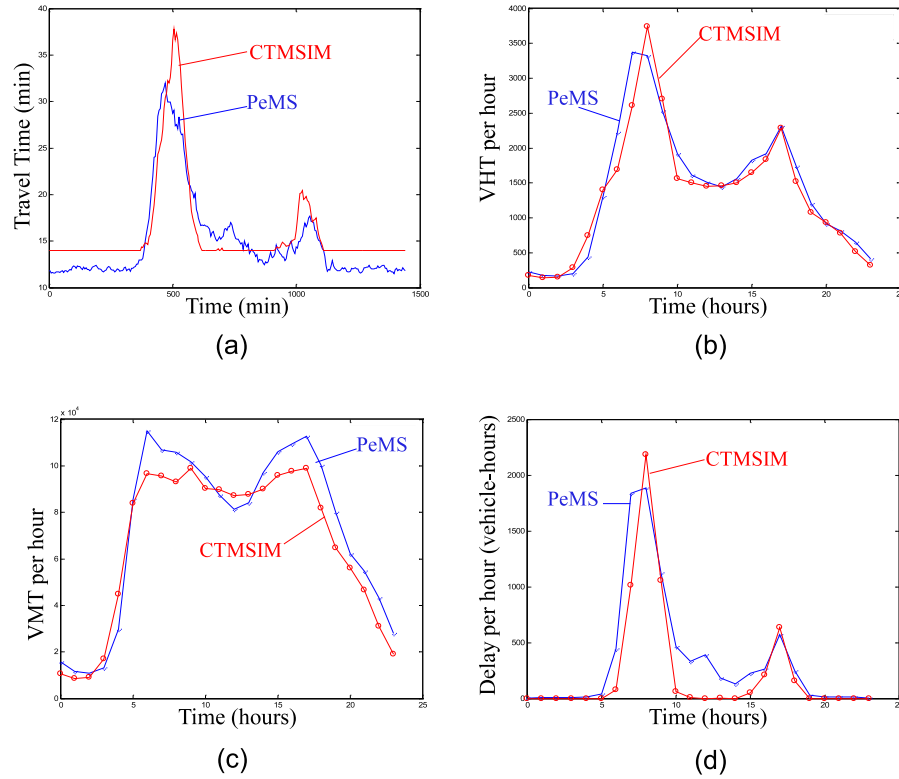 40
35
30
25
20
15
10
0
500
1000
1500
Travel Time (min)
CTMSIM
PeMS
Time (min)
(a)
4000
3500
3000
2500
2000
1500
1000
500
0
0
5
10
15
20
25
VHT per hour
CTMSIM
PeMS
Time (hours)
(b)
x 10⁴
12
10
8
6
4
2
0
0
5
10
15
20
25
VMT per hour
PeMS
CTMSIM
Time (hours)
(c)
2500
2000
1500
1000
500
0
0
5
10
15
20
25
Delay per hour (vehicle-hours)
CTMSIM
PeMS
Time (hours)
(d)